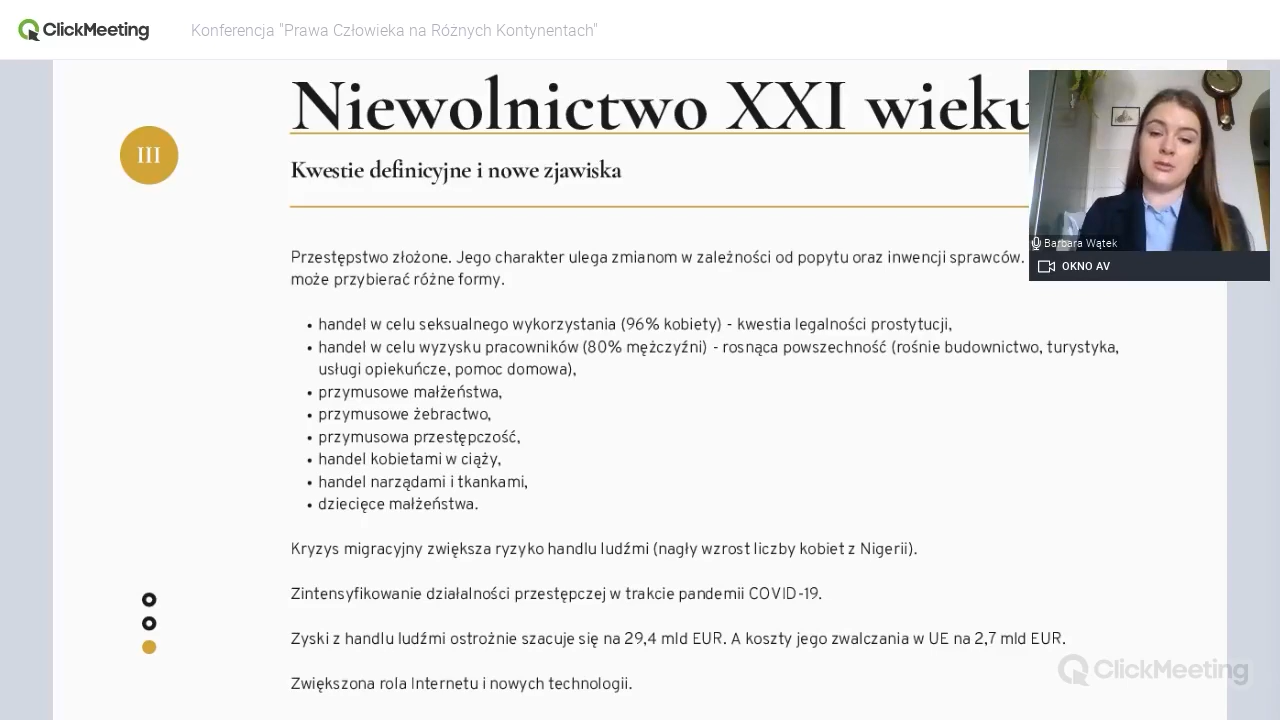 ClickMeeting
Konferencja "Prawa Człowieka na Różnych Kontynentach"
III
Niewolnictwo XXI wieku
Kwestie definicyjne i nowe zjawiska
Barbara Wątek
OKNO AV
Przestępstwo złożone. Jego charakter ulega zmianom w zależności od popytu oraz inwencji sprawców.
może przybierać różne formy.
• handel w celu seksualnego wykorzystania (96% kobiety) - kwestia legalności prostytucji,
• handel w celu wyzysku pracowników (80% mężczyźni) - rosnąca powszechność (rośnie budownictwo, turystyka,
usługi opiekuńcze, pomoc domowa),
• przymusowe małżeństwa,
• przymusowe żebractwo,
• przymusowa przestępczość,
• handel kobietami w ciąży,
• handel narządami i tkankami,
• dziecięce małżeństwa.
Kryzys migracyjny zwiększa ryzyko handlu ludźmi (nagły wzrost liczby kobiet z Nigerii).
Zintensyfikowanie działalności przestępczej w trakcie pandemii COVID-19.
Zyski z handlu ludźmi ostrożnie szacuje się na 29,4 mld EUR. A koszty jego zwalczania w UE na 2,7 mld EUR.
Zwiększona rola Internetu i nowych technologii.
ClickMeeting